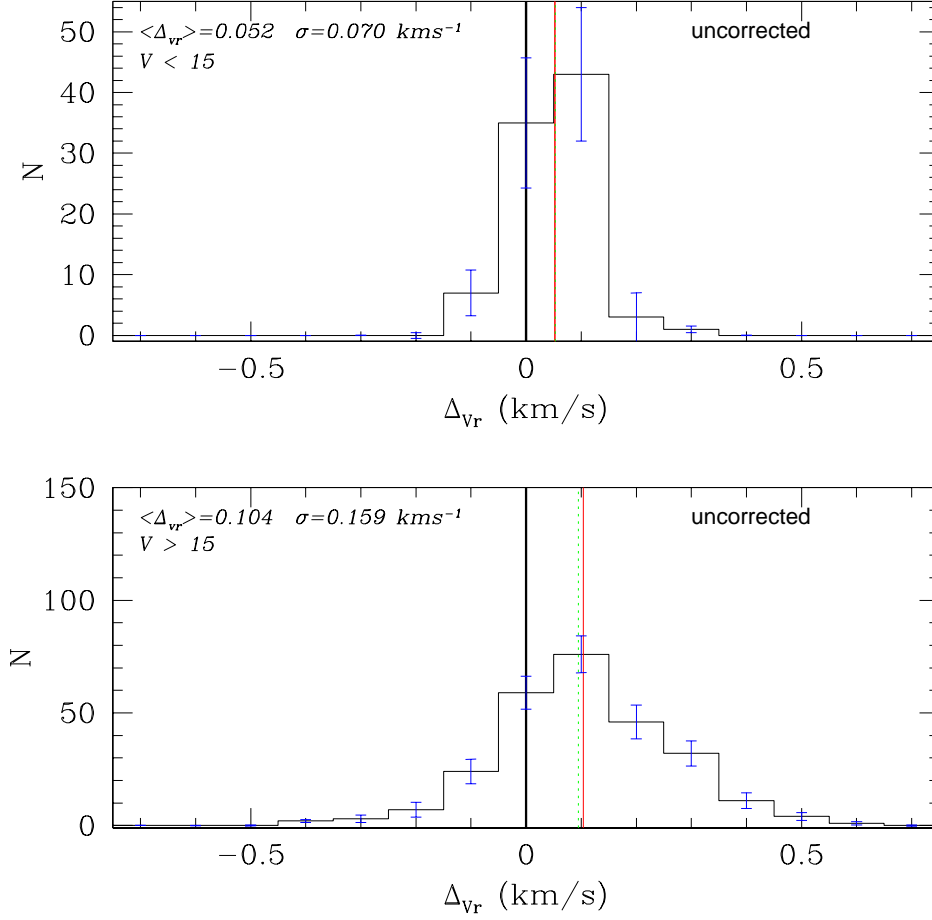 <Δvr>=0.052 σ=0.070 kms⁻¹
uncorrected
V < 15
50
40
30
20
10
0
N
−0.5 0 0.5
ΔVr (km/s)
<Δvr>=0.104 σ=0.159 kms⁻¹
uncorrected
V > 15
150
100
50
0
N
−0.5 0 0.5
ΔVr (km/s)